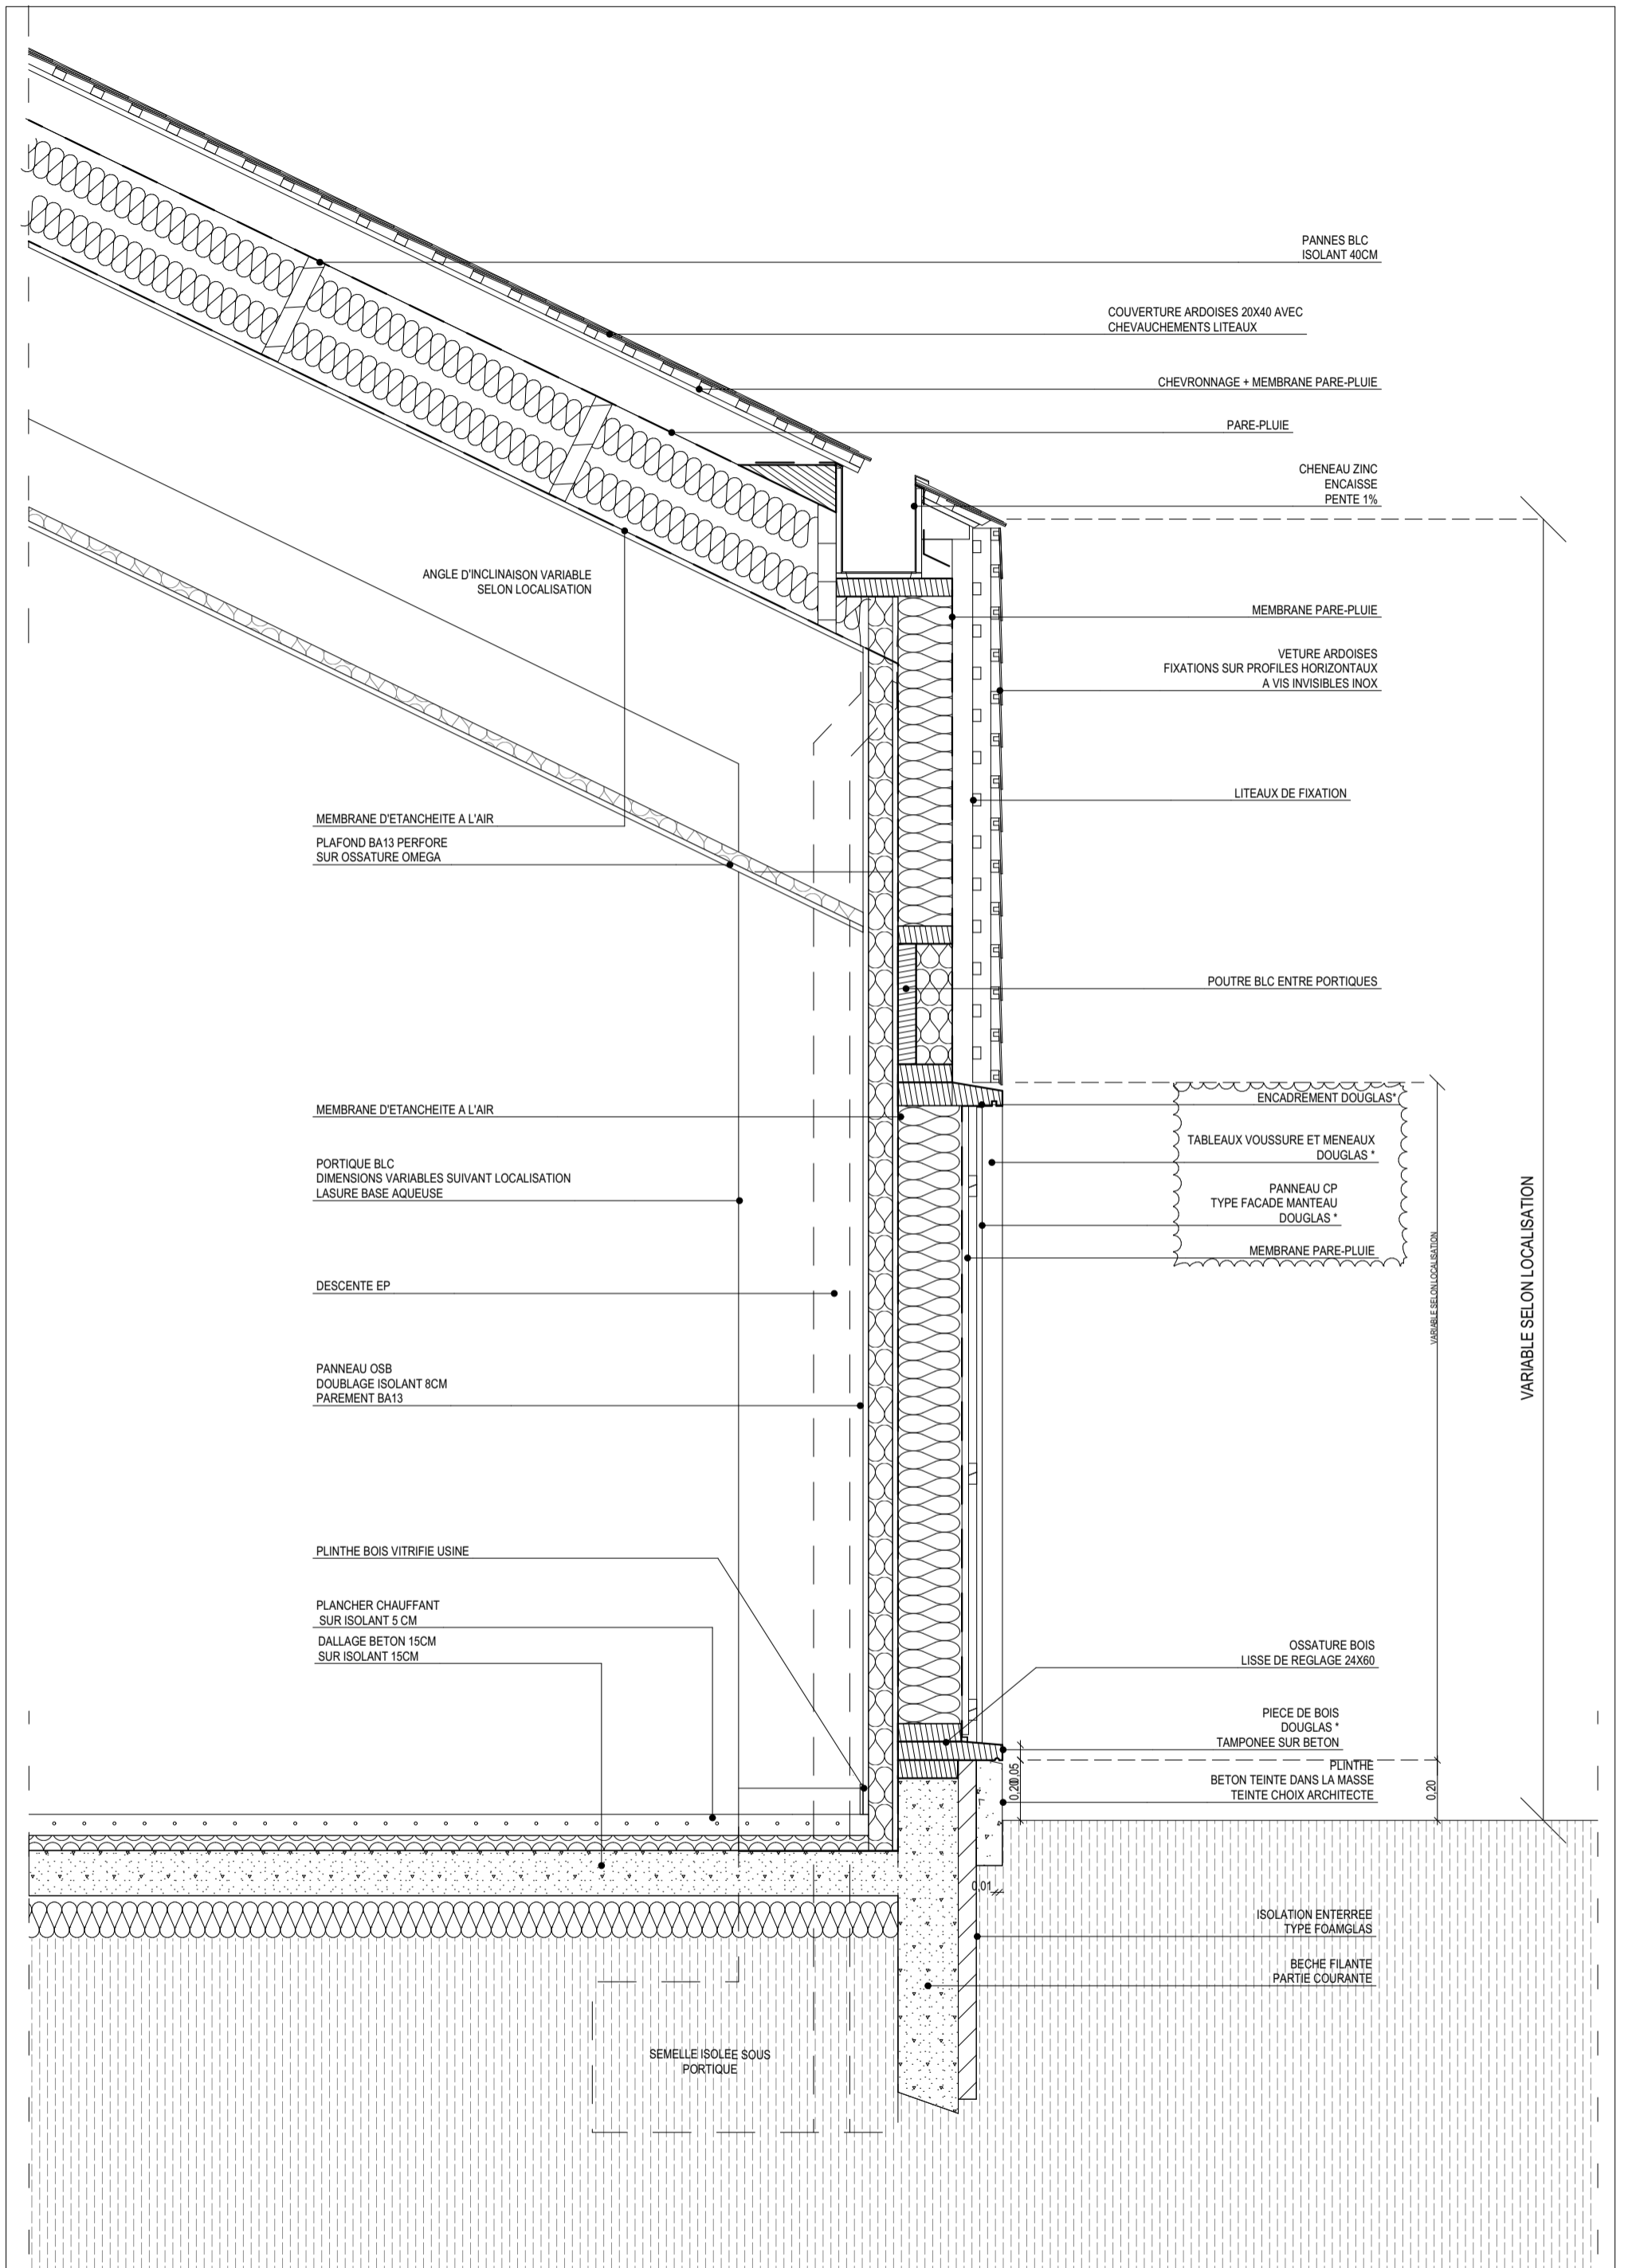 PANNES BLC
ISOLANT 40CM
COUVERTURE ARDOISES 20X40 AVEC
CHEVAUCHEMENTS LITEAUX
CHEVRONNAGE + MEMBRANE PARE-PLUIE
PARE-PLUIE
CHENEAU ZINC
ENCAISSE
PENTE 1%
ANGLE D'INCLINAISON VARIABLE
SELON LOCALISATION
MEMBRANE PARE-PLUIE
VETURE ARDOISES
FIXATIONS SUR PROFILES HORIZONTAUX
A VIS INVISIBLES INOX
LITEAUX DE FIXATION
MEMBRANE D'ETANCHEITE A L'AIR
PLAFOND BA13 PERFORE
SUR OSSATURE OMEGA
POUTRE BLC ENTRE PORTIQUES
ENCADREMENT DOUGLAS*
MEMBRANE D'ETANCHEITE A L'AIR
TABLEAUX VOUSSURE ET MENEAUX
DOUGLAS *
PORTIQUE BLC
DIMENSIONS VARIABLES SUIVANT LOCALISATION
LASURE BASE AQUEUSE
PANNEAU CP
TYPE FACADE MANTEAU
DOUGLAS *
MEMBRANE PARE-PLUIE
VARIABLE SELON LOCALISATION
VARIABLE SELON LOCALISATION
DESCENTE EP
PANNEAU OSB
DOUBLAGE ISOLANT 8CM
PAREMENT BA13
PLINTHE BOIS VITRIFIE USINE
PLANCHER CHAUFFANT
SUR ISOLANT 5 CM
DALLAGE BETON 15CM
SUR ISOLANT 15CM
OSSATURE BOIS
LISSE DE REGLAGE 24X60
PIECE DE BOIS
DOUGLAS *
TAMPONEE SUR BETON
PLINTHE
BETON TEINTE DANS LA MASSE
TEINTE CHOIX ARCHITECTE
0,05
0,20
0,20
0,01
ISOLATION ENTERREE
TYPE FOAMGLAS
BECHE FILANTE
PARTIE COURANTE
SEMELLE ISOLEE SOUS
PORTIQUE